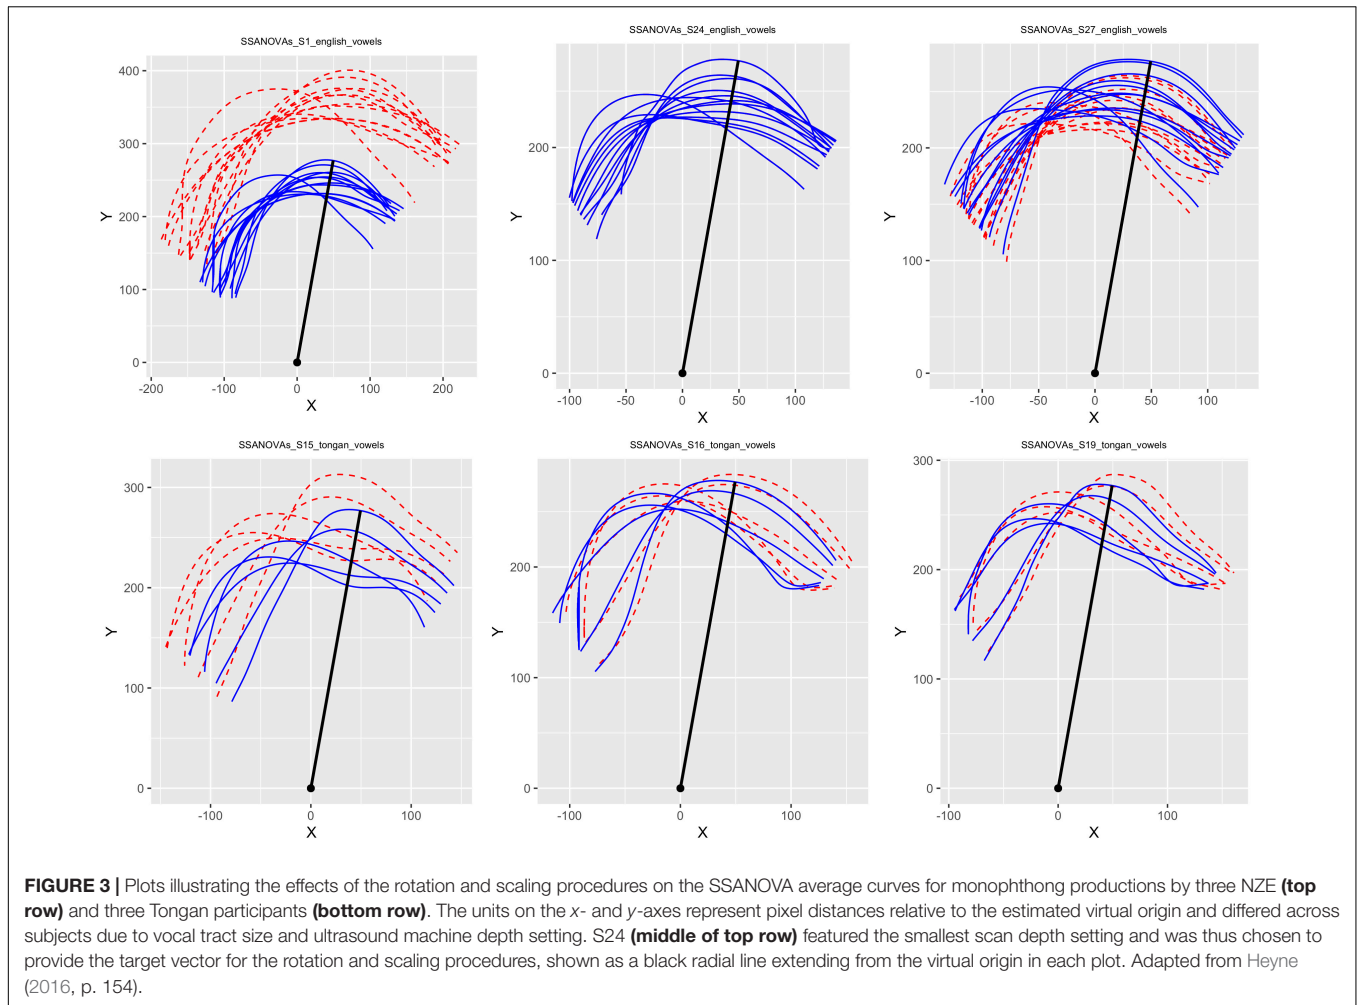 SSANOVAs_S1_english_vowels
400
300
200
100
0
Y
-200
-100
0
100
200
X
SSANOVAs_S24_english_vowels
200
100
0
Y
-100
-50
0
50
100
X
SSANOVAs_S27_english_vowels
200
100
0
Y
-100
-50
0
50
100
X
SSANOVAs_S15_tongan_vowels
300
200
100
0
Y
-100
0
100
X
SSANOVAs_S16_tongan_vowels
200
100
0
Y
-100
0
100
X
SSANOVAs_S19_tongan_vowels
300
200
100
0
Y
-100
0
100
X
FIGURE 3 | Plots illustrating the effects of the rotation and scaling procedures on the SSANOVA average curves for monophthong productions by three NZE (top
row) and three Tongan participants (bottom row). The units on the x- and y-axes represent pixel distances relative to the estimated virtual origin and differed across
subjects due to vocal tract size and ultrasound machine depth setting. S24 (middle of top row) featured the smallest scan depth setting and was thus chosen to
provide the target vector for the rotation and scaling procedures, shown as a black radial line extending from the virtual origin in each plot. Adapted from Heyne
(2016, p. 154).